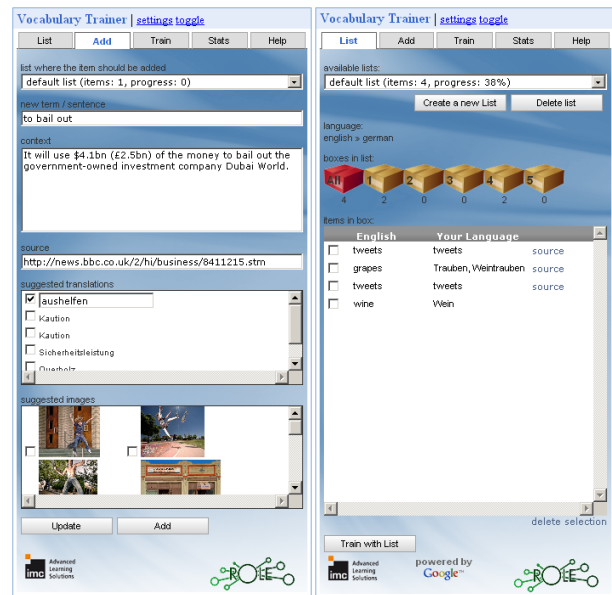 Vocabulary Trainer | settings toggle
List Add Train Stats Help
list where the item should be added
default list (items: 1, progress: 0)
new term / sentence
to bail out
context
It will use $4.1bn (£2.5bn) of the money to bail out the
government-owned investment company Dubai World.
source
http://news.bbc.co.uk/2/hi/business/8411215.stm
suggested translations
aushelfen
Kaution
Kaution
Sicherheitsleistung
Querholz
suggested images
Update Add
imc Advanced
Learning
Solutions
ROLE
Vocabulary Trainer | settings toggle
List Add Train Stats Help
available lists:
default list (items: 4, progress: 38%)
Create a new List Delete list
language:
english » german
boxes in list:
All 1 2 3 4 5
4 2 0 0 2 0
items in box:
English Your Language
tweets tweets source
grapes Trauben, Weintrauben source
tweets tweets source
wine Wein
delete selection
Train with List
imc Advanced
Learning
Solutions
powered by
Google™
ROLE